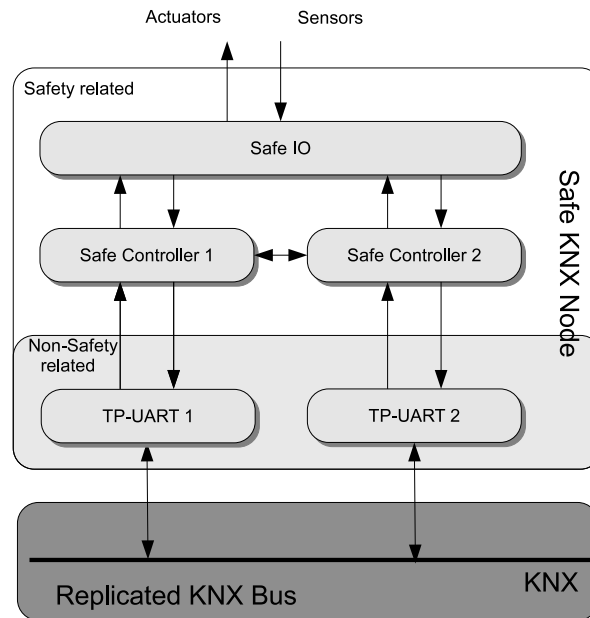 Actuators
Sensors
Safety related
Safe IO
Safe Controller 1
Safe Controller 2
Safe KNX Node
Non-Safety
related
TP-UART 1
TP-UART 2
KNX
Replicated KNX Bus